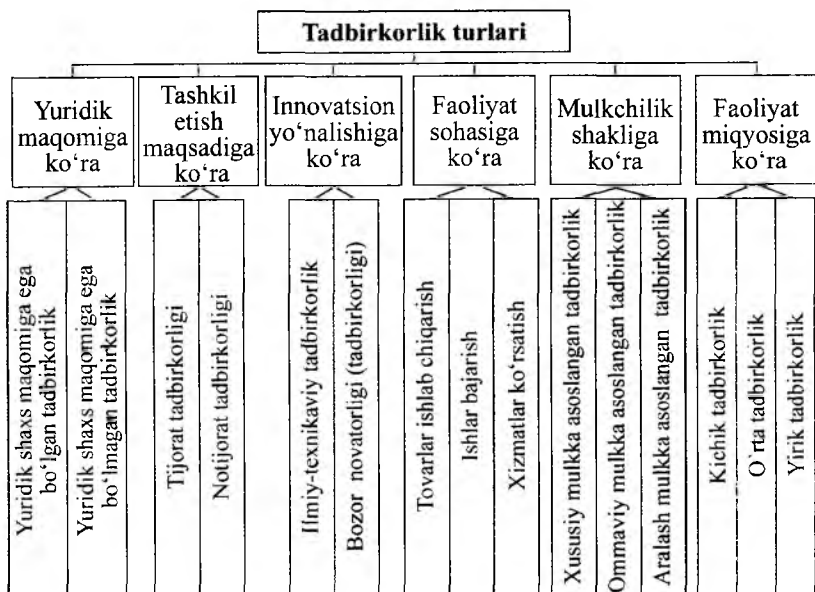 Tadbirkorlik turlari
Yuridik
maqomiga
ko‘ra
Tashkil
etish
maqsadiga
ko‘ra
Innovatsion
yo‘nalishiga
ko‘ra
Faoliyat
sohasiga
ko‘ra
Mulkchilik
shakliga
ko‘ra
Faoliyat
miqyosiga
ko‘ra
Yuridik shaxs maqomiga ega
bo‘lgan tadbirkorlik
Yuridik shaxs maqomiga ega
bo‘lmagan tadbirkorlik
Tijorat tadbirkorligi
Notijorat tadbirkorligi
Ilmiy-texnikaviy tadbirkorlik
Bozor novatorligi (tadbirkorligi)
Tovarlar ishlab chiqarish
Ishlar bajarish
Xizmatlar ko‘rsatish
Xususiy mulkka asoslangan tadbirkorlik
Ommaviy mulkka asoslangan tadbirkorlik
Aralash mulkka asoslangan tadbirkorlik
Kichik tadbirkorlik
O`rta tadbirkorlik
Yirik tadbirkorlik